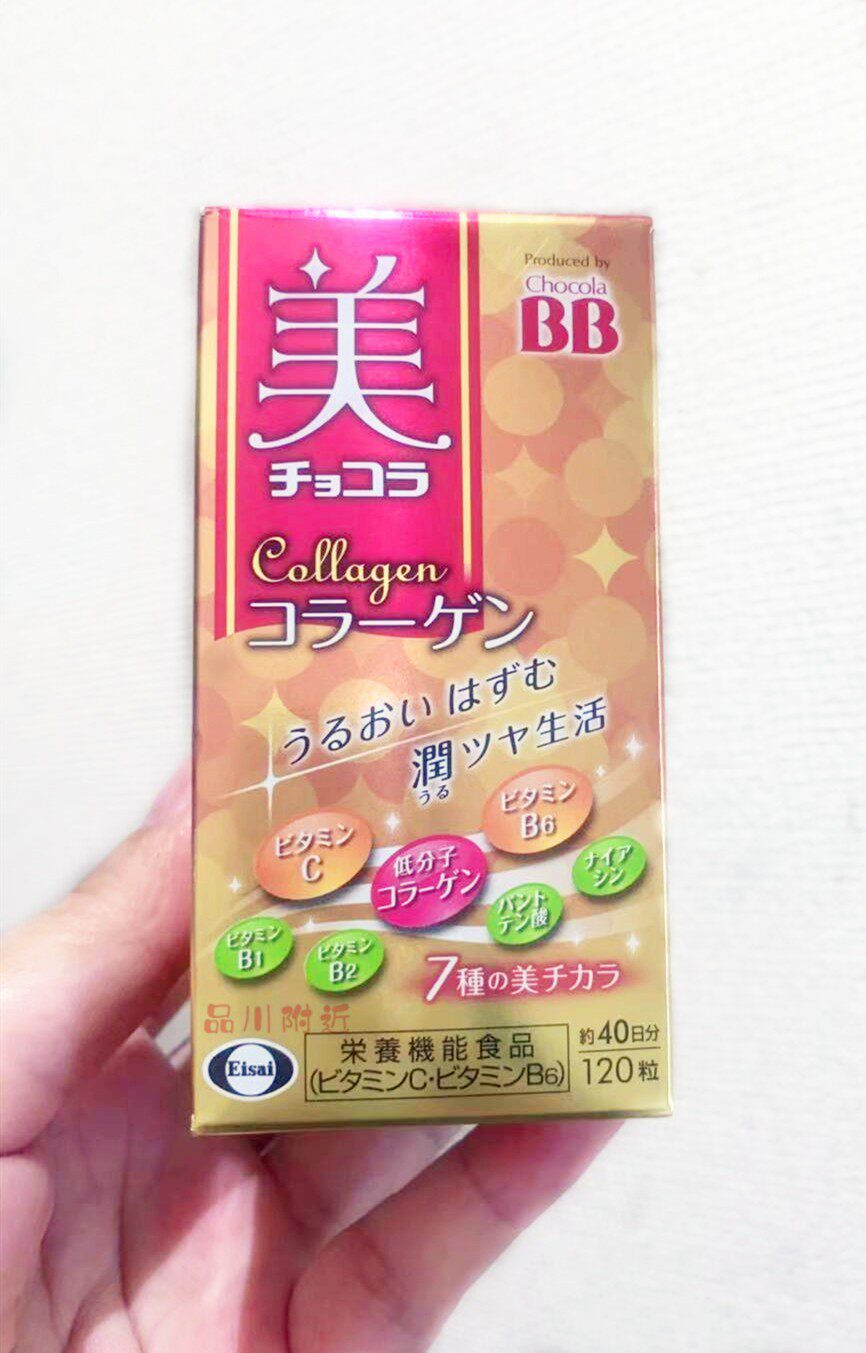 Produced by
Chocola
BB
美
チョコラ
Collagen
コラーゲン
うるおい はずむ
潤ツヤ生活
うる
ビタミン
C
低分子
コラーゲン
ビタミン
B6
ナイア
シン
パント
テン酸
ビタミン
B1
ビタミン
B2
7種の美チカラ
品川附近
Eisai
栄養機能食品
(ビタミンC・ビタミンB6)
約40日分
120粒